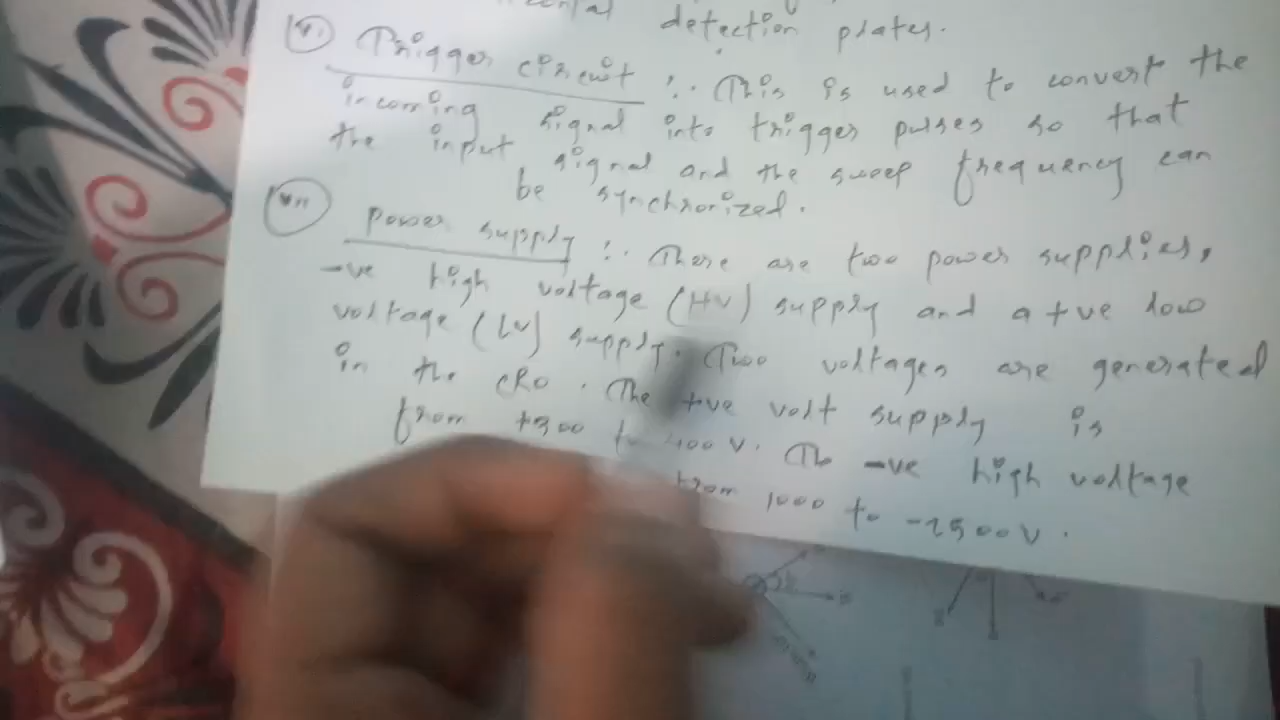 detection plates.
vi Trigger circuit :. This is used to convert the
incoming signal into trigger pulses so that
the input signal and the sweep frequency can
be synchronized.
vii power supply :. There are two power supplies,
-ve high voltage (HV) supply and a +ve low
voltage (LV) supply. Two voltages are generated
in the CRO. The +ve volt supply is
from +300 to 400 V. The -ve high voltage
from 1000 to -1500V.